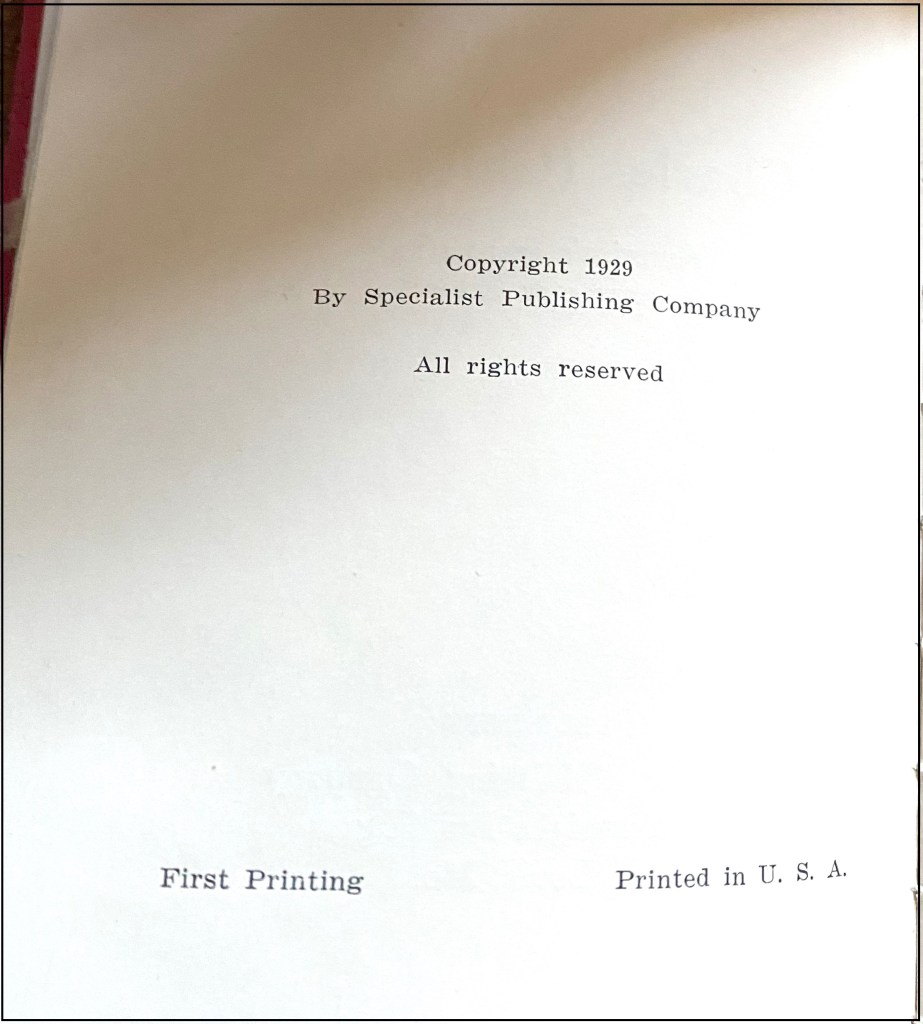 Copyright 1929
By Specialist Publishing Company
All rights reserved
First Printing Printed in U. S. A.